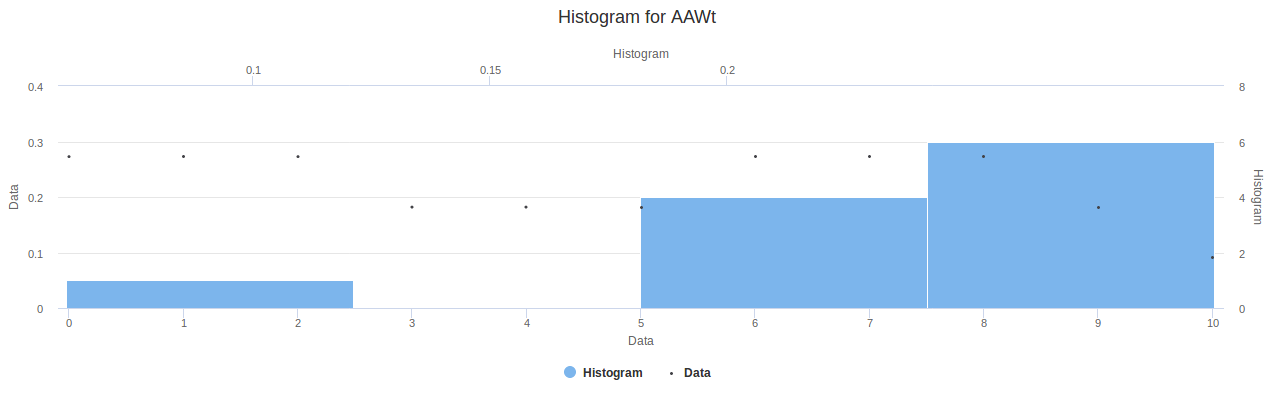 Histogram for AAWt
Histogram
0.1 0.15 0.2
0.4 8
0.3 6
0.2 4
0.1 2
0 0
Data
Histogram
0 1 2 3 4 5 6 7 8 9 10
Data
Histogram Data